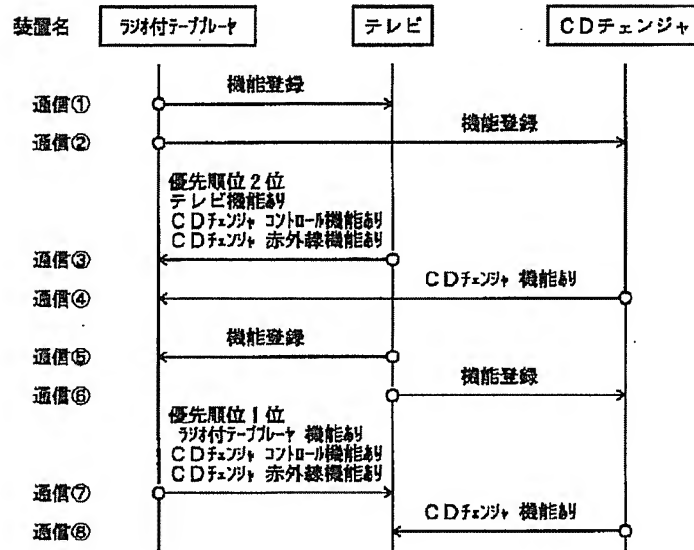 装置名 ラジオ付テーププレーヤ テレビ CDチェンジャ
機能登録
通信①
機能登録
通信②
優先順位2位
テレビ機能あり
CDチェンジャ コントロール機能あり
CDチェンジャ 赤外線機能あり
通信③
CDチェンジャ 機能あり
通信④
機能登録
通信⑤
機能登録
通信⑥
優先順位1位
ラジオ付テーププレーヤ 機能あり
CDチェンジャ コントロール機能あり
CDチェンジャ 赤外線機能あり
通信⑦
CDチェンジャ 機能あり
通信⑧